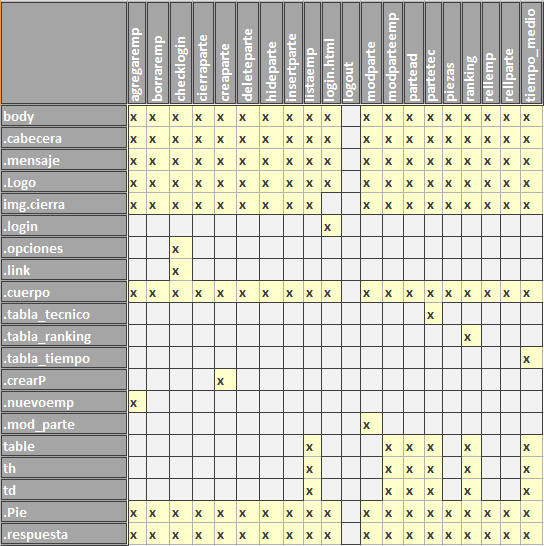 agregaremp borraremp checklogin cierraparte creaparte deleteparte hideparte insertparte listaemp login.html logout modparte modparteemp partead partetec piezas ranking rellemp rellparte tiempo_medio
body x x x x x x x x x x x x x x x x x x x
.cabecera x x x x x x x x x x x x x x x x x x x
.mensaje x x x x x x x x x x x x x x x x x x x
.Logo x x x x x x x x x x x x x x x x x x x
img.cierra x x x x x x x x x x x x x x x x x x
.login x
.opciones x
.link x
.cuerpo x x x x x x x x x x x x x x x x x x x
.tabla_tecnico x
.tabla_ranking x
.tabla_tiempo x
.crearP x
.nuevoemp x
.mod_parte x
table x x x x x x
th x x x x x x
td x x x x x x
.Pie x x x x x x x x x x x x x x x x x x x
.respuesta x x x x x x x x x x x x x x x x x x x